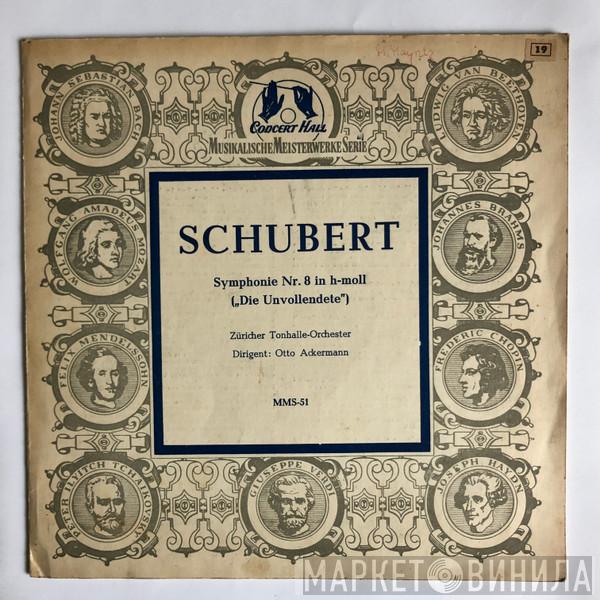 19
CONCERT HALL
MUSIKALISCHE MEISTERWERKE SERIE
JOHANN SEBASTIAN BACH
LUDWIG VAN BEETHOVEN
WOLFGANG AMADEUS MOZART
JOHANNES BRAHMS
FELIX MENDELSSOHN
FREDERIC CHOPIN
PETER ILYITCH TCHAIKOVSKY
GIUSEPPE VERDI
JOSEPH HAYDN
SCHUBERT
Symphonie Nr. 8 in h-moll
(„Die Unvollendete”)
Züricher Tonhalle-Orchester
Dirigent: Otto Ackermann
MMS-51
МАРКЕТ ВИНИЛА